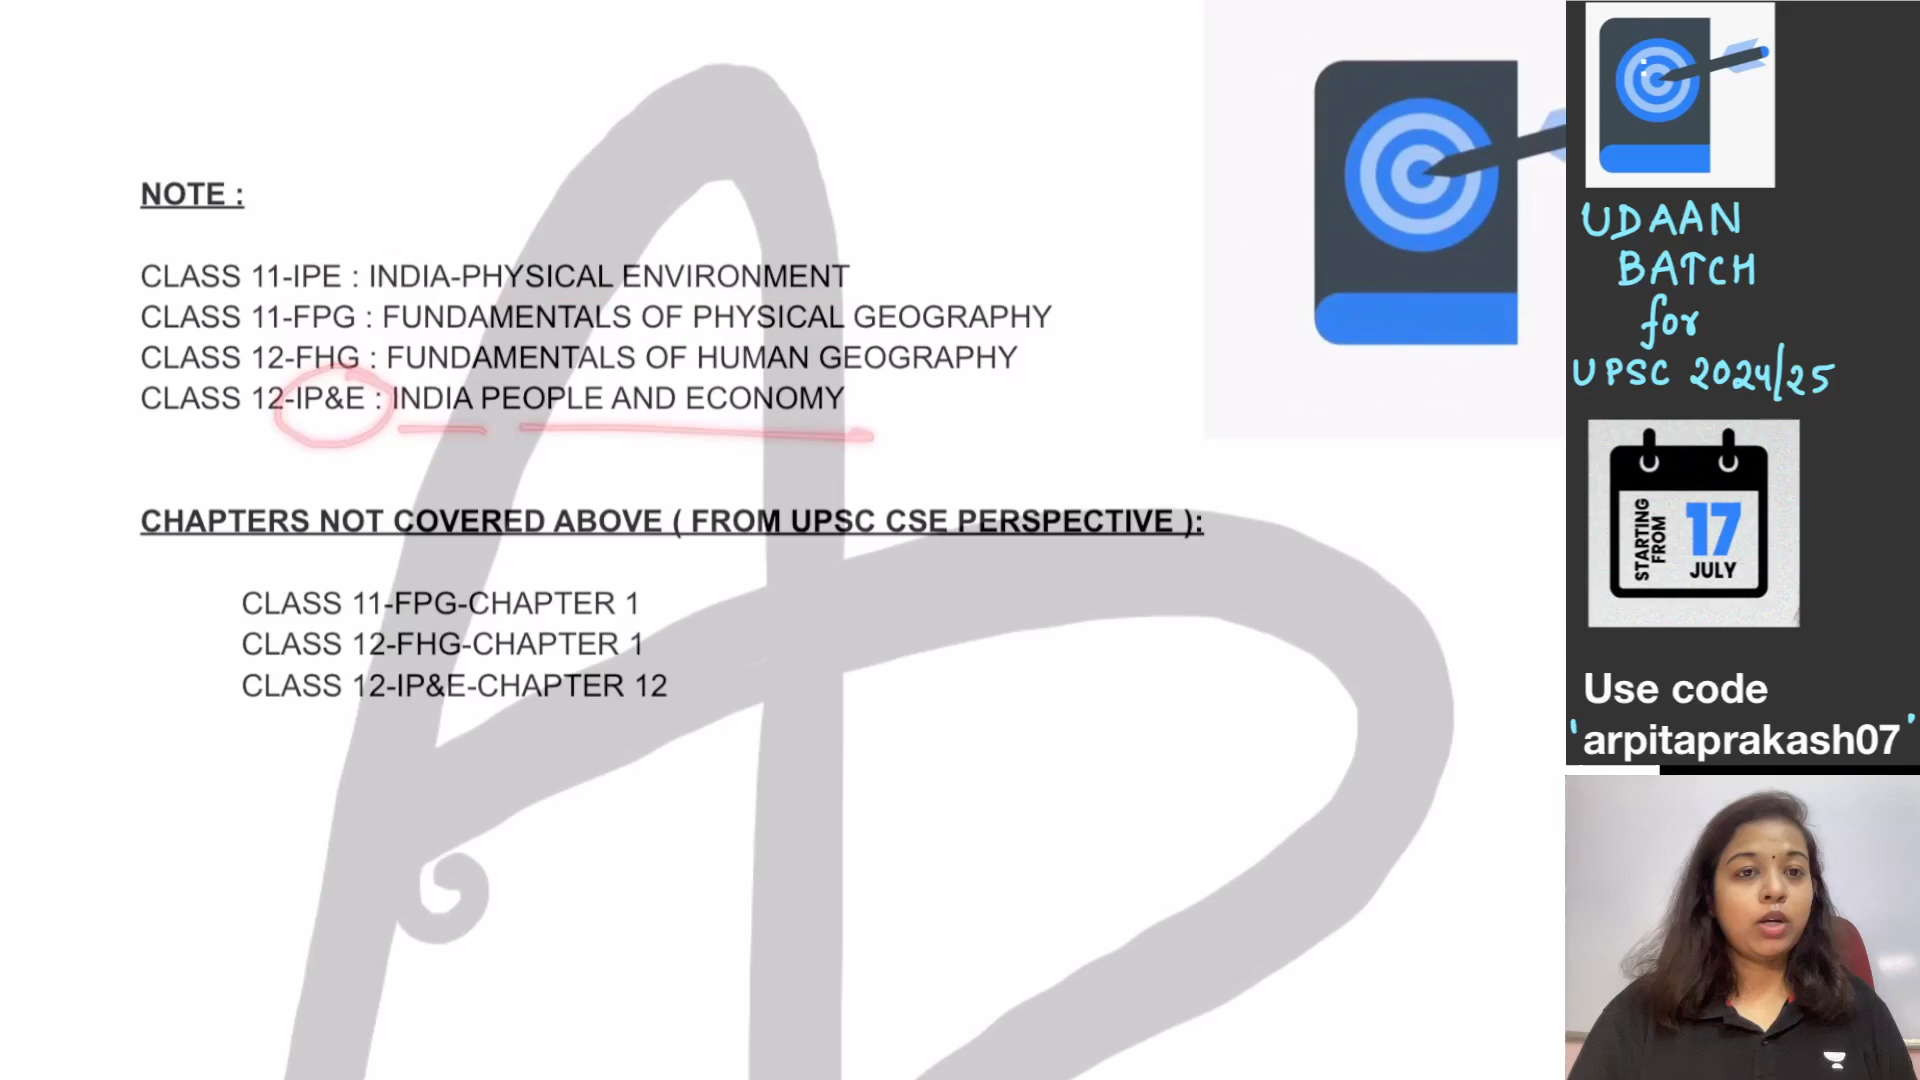 NOTE :
CLASS 11-IPE : INDIA-PHYSICAL ENVIRONMENT
CLASS 11-FPG : FUNDAMENTALS OF PHYSICAL GEOGRAPHY
CLASS 12-FHG : FUNDAMENTALS OF HUMAN GEOGRAPHY
CLASS 12-IP&E : INDIA PEOPLE AND ECONOMY
CHAPTERS NOT COVERED ABOVE ( FROM UPSC CSE PERSPECTIVE ):
CLASS 11-FPG-CHAPTER 1
CLASS 12-FHG-CHAPTER 1
CLASS 12-IP&E-CHAPTER 12
UDAAN
BATCH
for
UPSC 2024/25
STARTING
FROM
17
JULY
Use code
'arpitaprakash07'